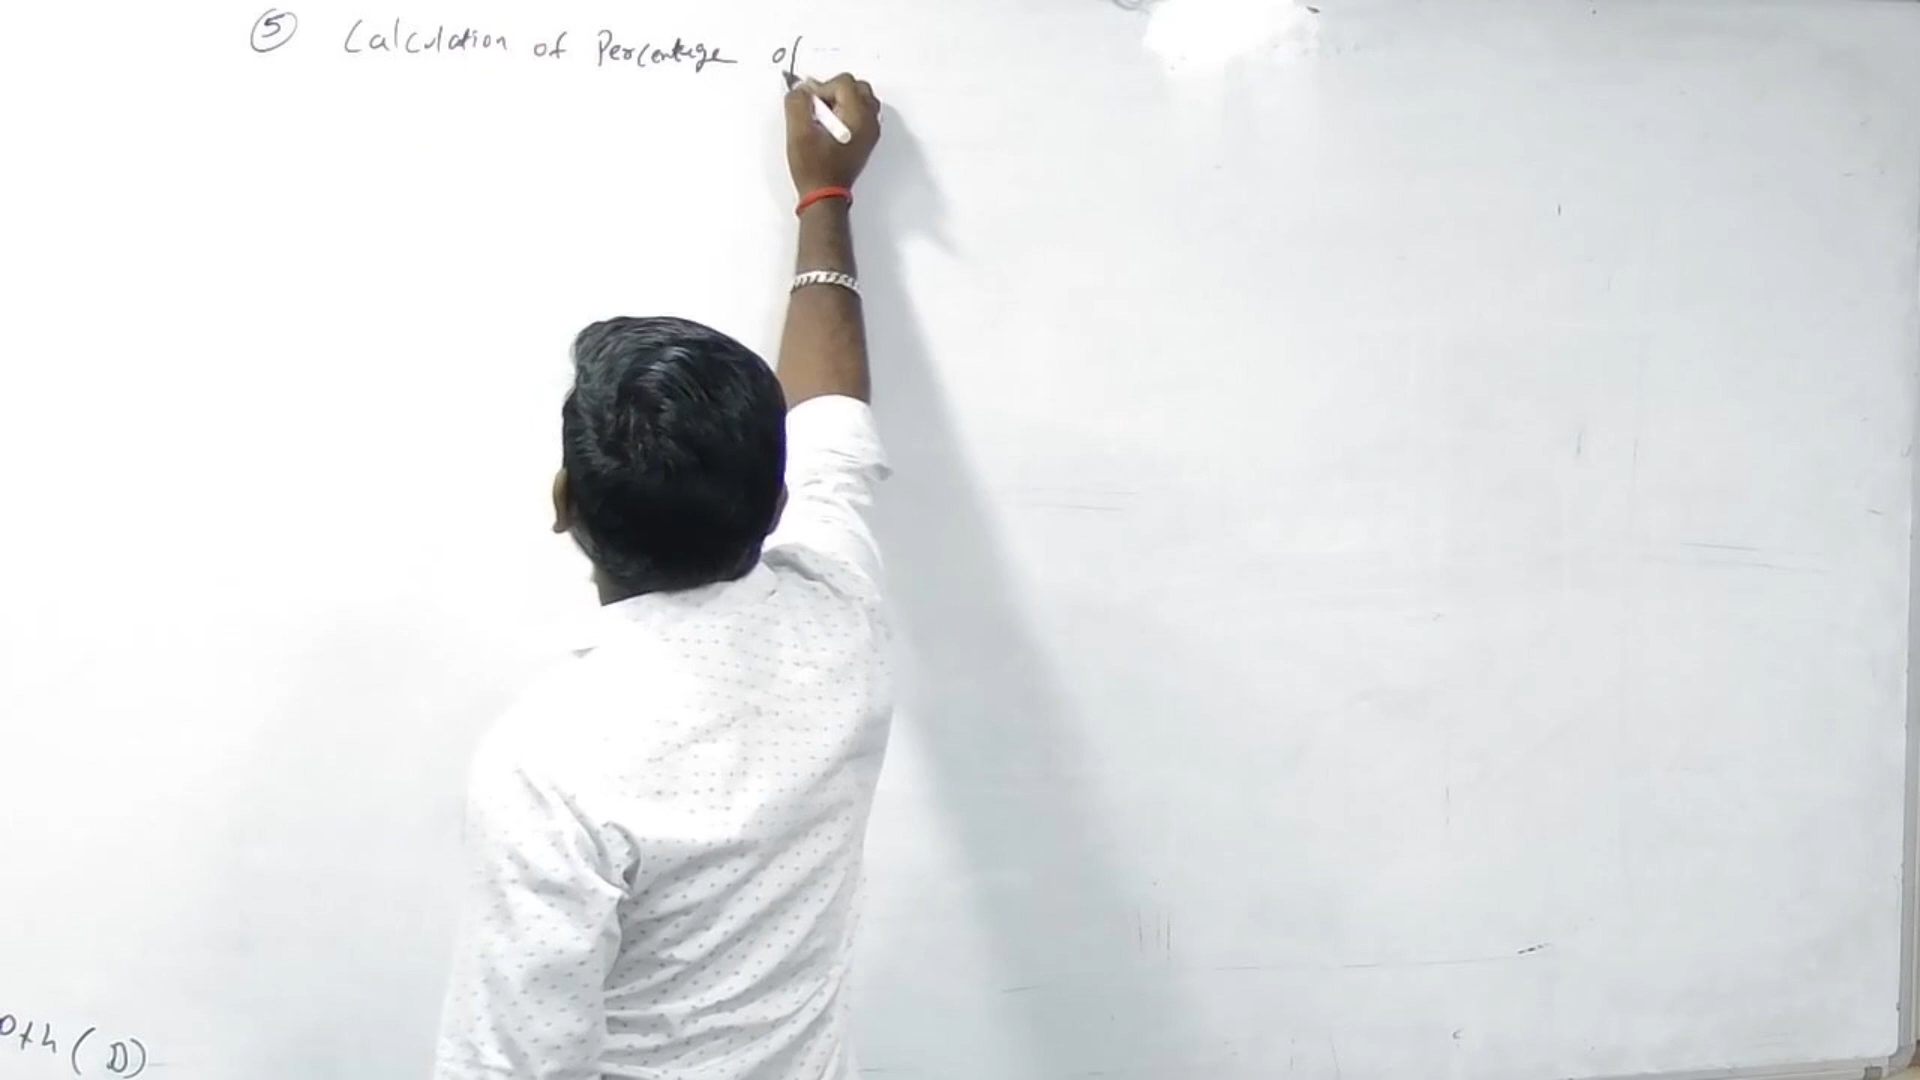 ⑤ Calculation of Percentage of
(D)